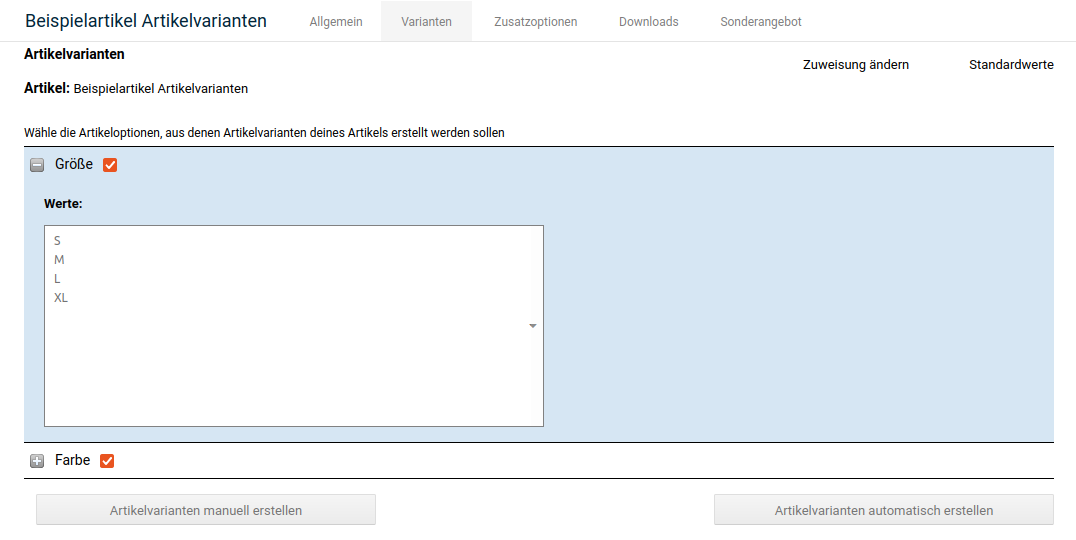 Beispielartikel Artikelvarianten Allgemein Varianten Zusatzoptionen Downloads Sonderangebot
Artikelvarianten
Zuweisung ändern Standardwerte
Artikel: Beispielartikel Artikelvarianten
Wähle die Artikeloptionen, aus denen Artikelvarianten deines Artikels erstellt werden sollen
Größe
Werte:
S
M
L
XL
Farbe
Artikelvarianten manuell erstellen Artikelvarianten automatisch erstellen